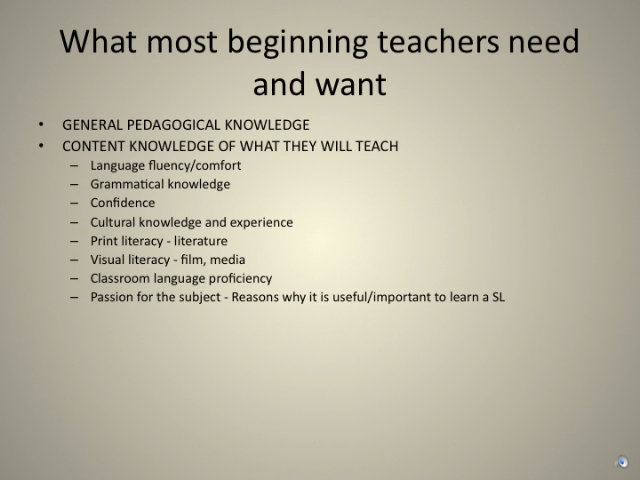 What most beginning teachers need
and want
• GENERAL PEDAGOGICAL KNOWLEDGE
• CONTENT KNOWLEDGE OF WHAT THEY WILL TEACH
– Language fluency/comfort
– Grammatical knowledge
– Confidence
– Cultural knowledge and experience
– Print literacy - literature
– Visual literacy - film, media
– Classroom language proficiency
– Passion for the subject - Reasons why it is useful/important to learn a SL